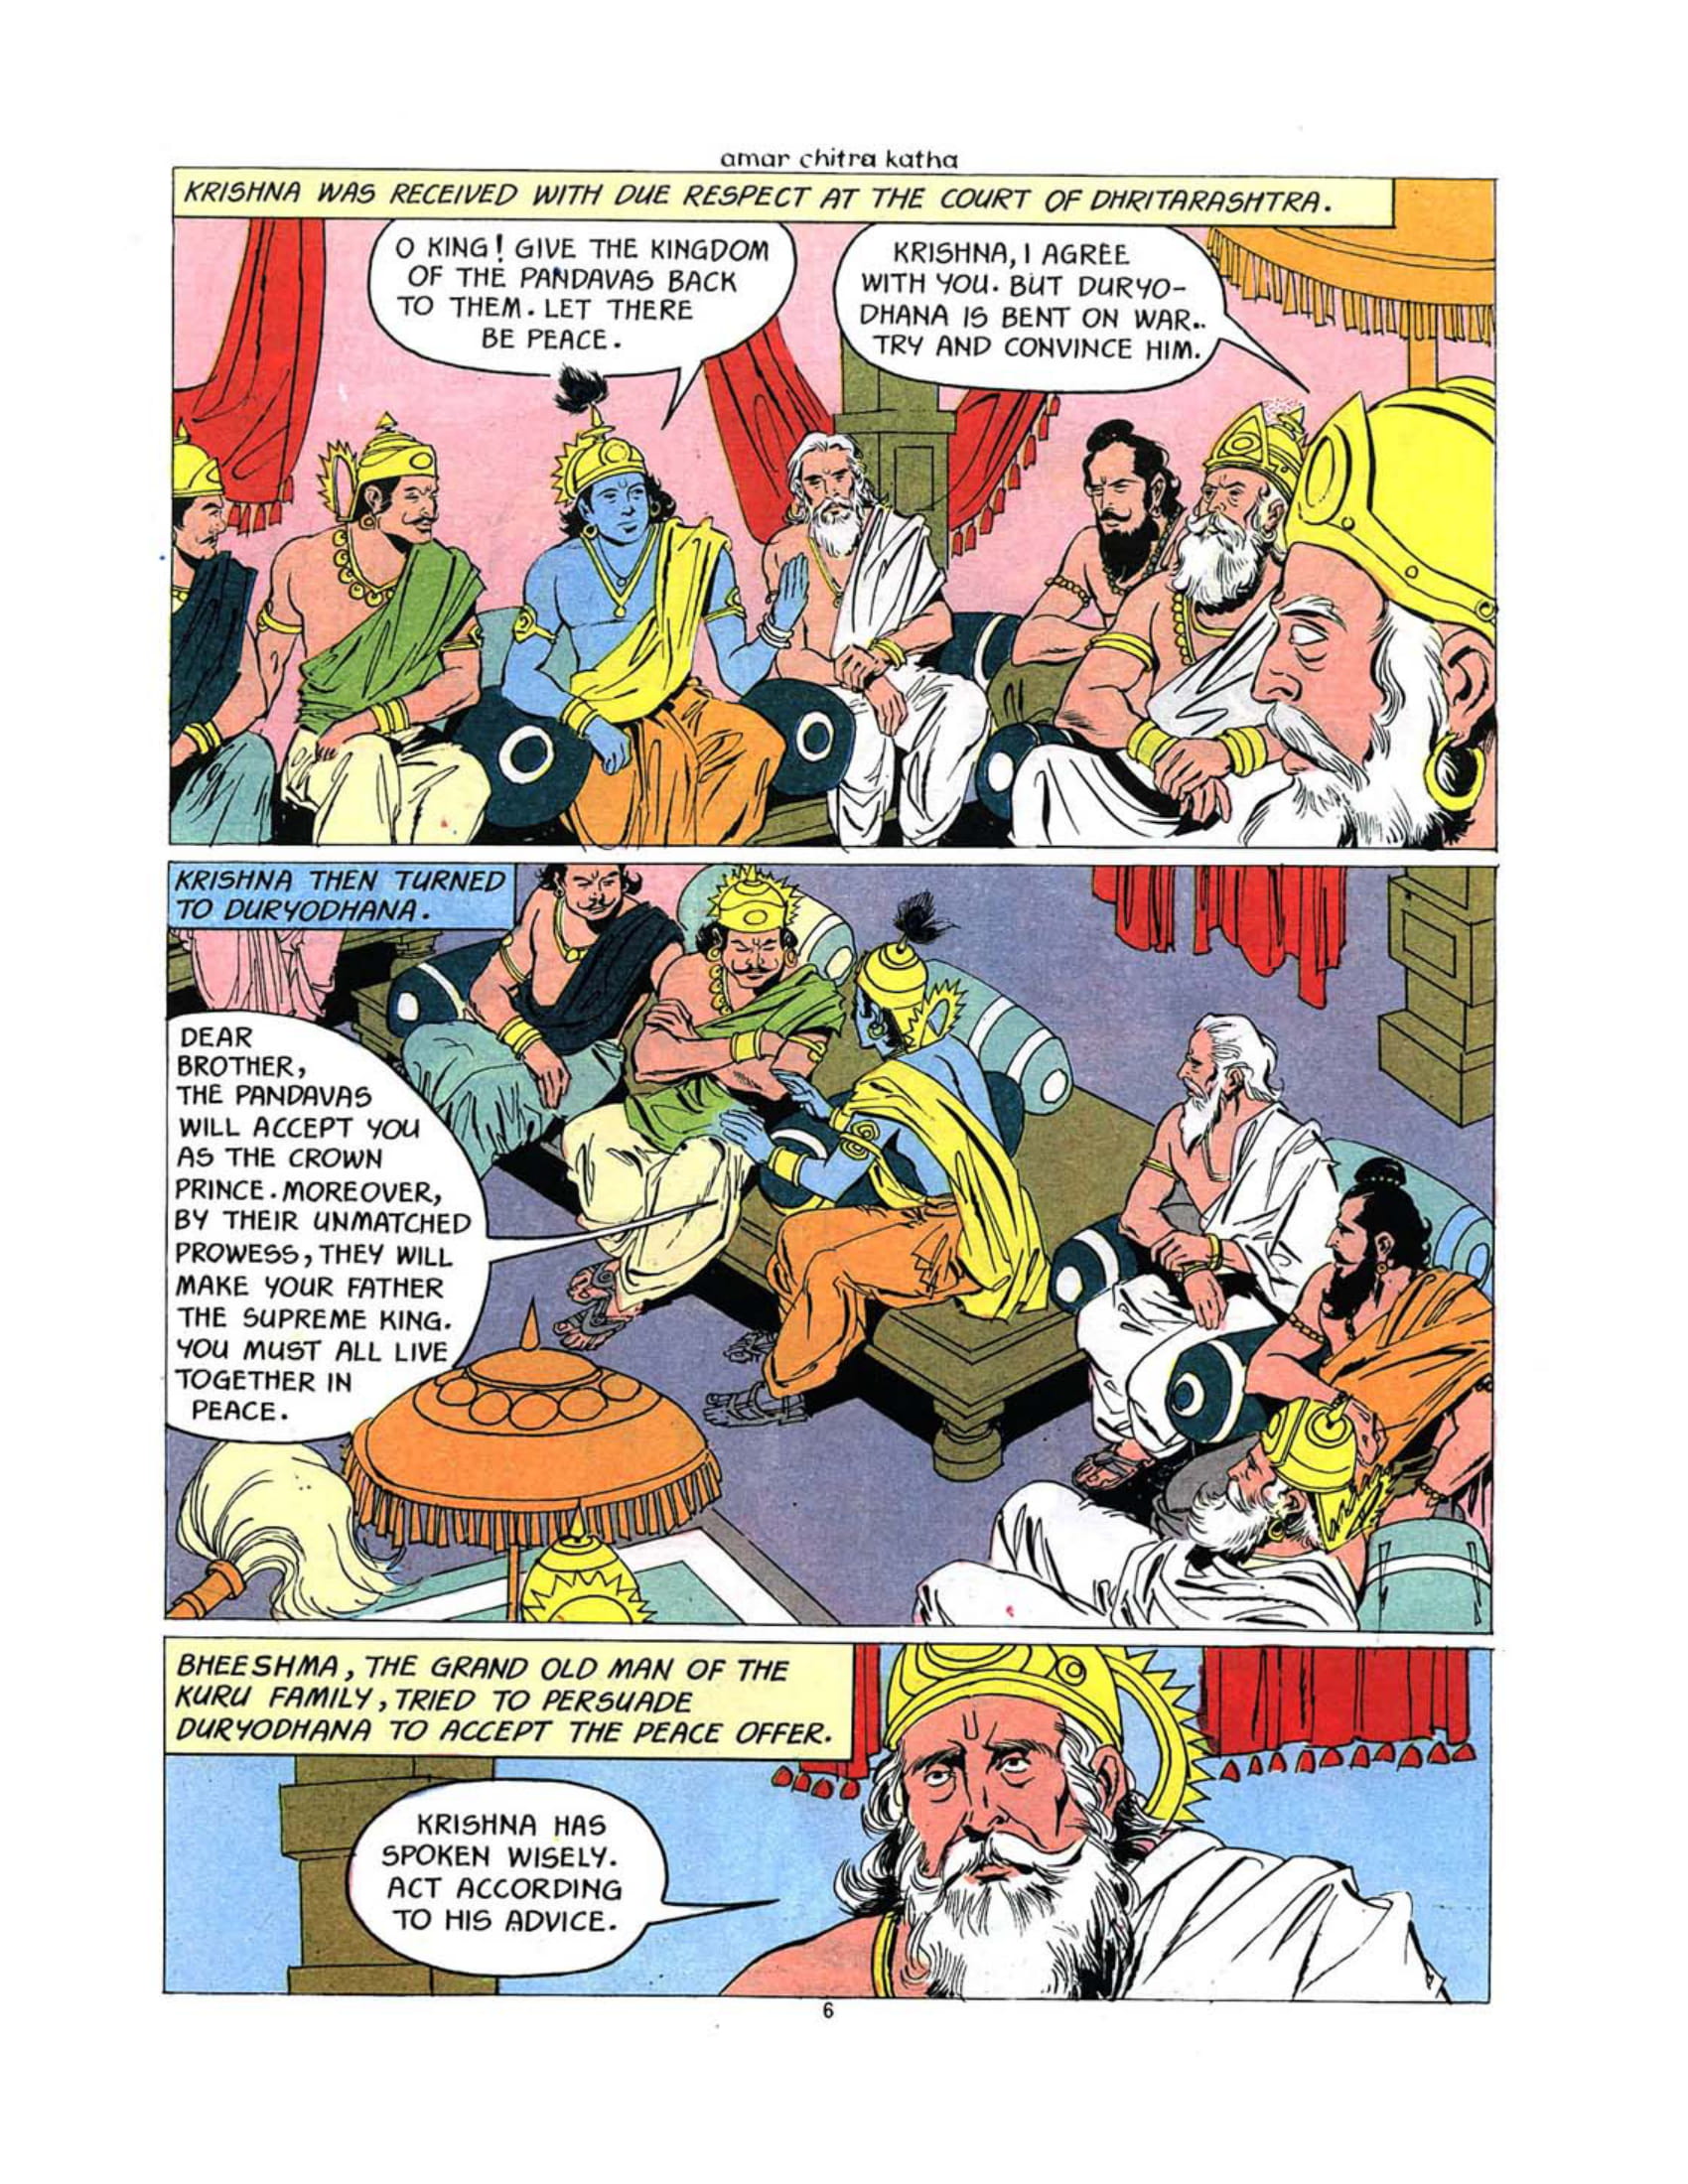 amar chitra katha
KRISHNA WAS RECEIVED WITH DUE RESPECT AT THE COURT OF DHRITARASHTRA.
O KING! GIVE THE KINGDOM
OF THE PANDAVAS BACK
TO THEM. LET THERE
BE PEACE.
KRISHNA, I AGREE
WITH YOU. BUT DURYO-
DHANA IS BENT ON WAR..
TRY AND CONVINCE HIM.
KRISHNA THEN TURNED
TO DURYODHANA.
DEAR
BROTHER,
THE PANDAVAS
WILL ACCEPT YOU
AS THE CROWN
PRINCE. MOREOVER,
BY THEIR UNMATCHED
PROWESS, THEY WILL
MAKE YOUR FATHER
THE SUPREME KING.
YOU MUST ALL LIVE
TOGETHER IN
PEACE.
BHEESHMA, THE GRAND OLD MAN OF THE
KURU FAMILY, TRIED TO PERSUADE
DURYODHANA TO ACCEPT THE PEACE OFFER.
KRISHNA HAS
SPOKEN WISELY.
ACT ACCORDING
TO HIS ADVICE.
6